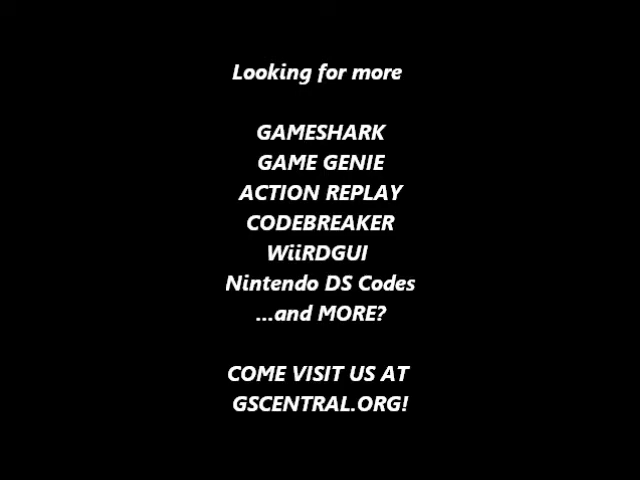 Looking for more
GAMESHARK
GAME GENIE
ACTION REPLAY
CODEBREAKER
WiiRDGUI
Nintendo DS Codes
...and MORE?
COME VISIT US AT
GSCENTRAL.ORG!